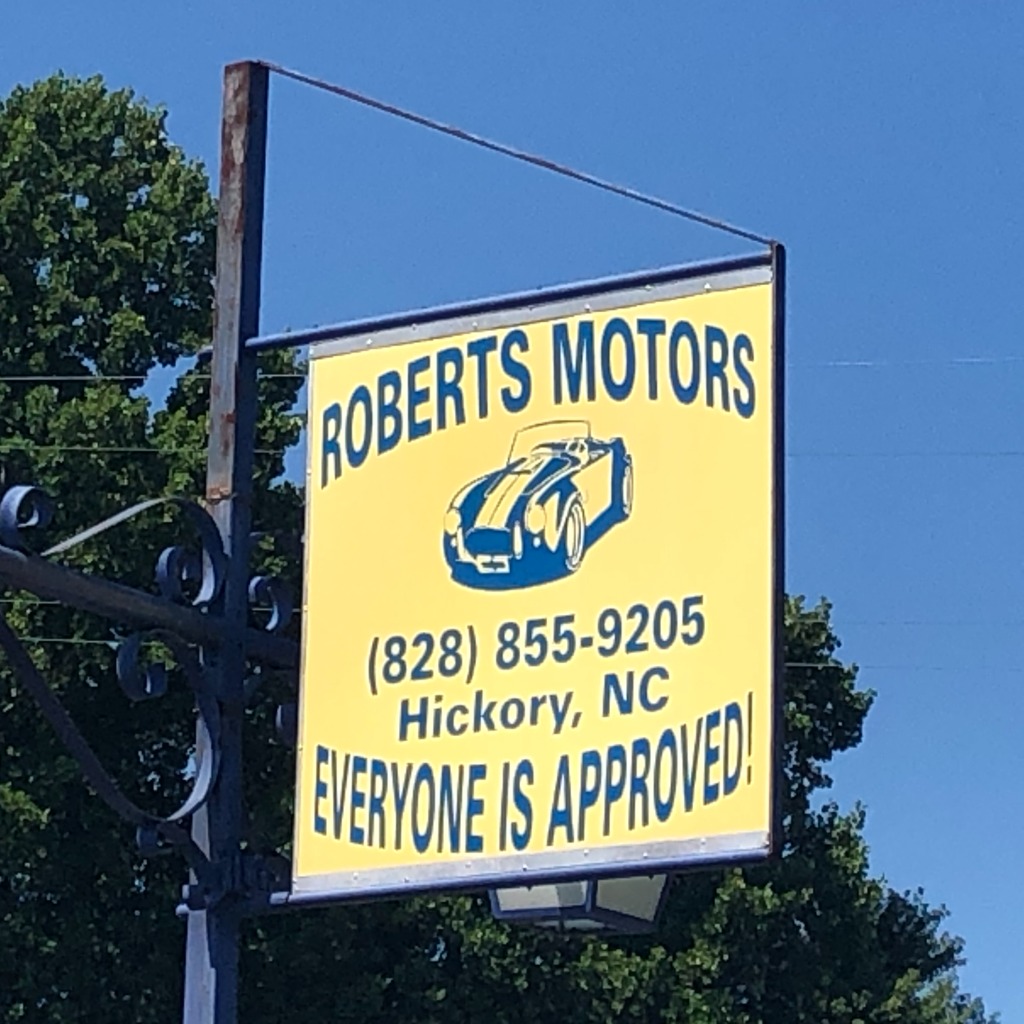 ROBERTS MOTORS
(828) 855-9205
Hickory, NC
EVERYONE IS APPROVED!